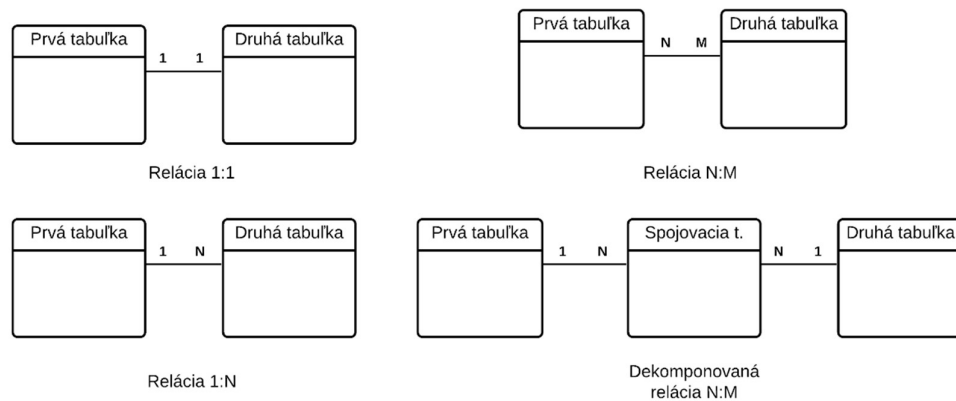 Prvá tabuľka
1 1
Druhá tabuľka
Relácia 1:1
Prvá tabuľka
N M
Druhá tabuľka
Relácia N:M
Prvá tabuľka
1 N
Druhá tabuľka
Relácia 1:N
Prvá tabuľka
1 N
Spojovacia t.
N 1
Druhá tabuľka
Dekomponovaná
relácia N:M